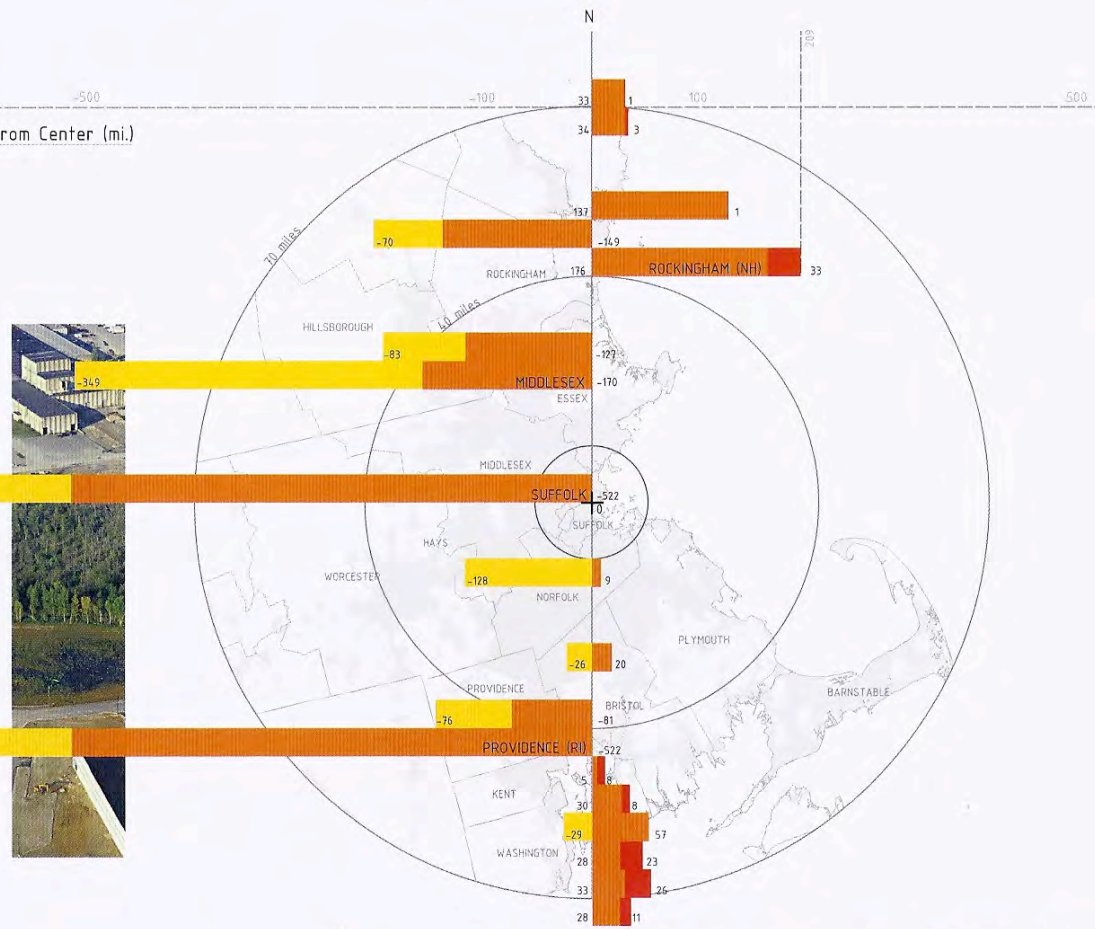 N
209
-500 -100 100 500
33 1
rom Center (mi.)
34 3
137 1
-70 -149
70 miles
ROCKINGHAM 176 ROCKINGHAM (NH) 33
40 miles
HILLSBOROUGH
-83 -127
-349 MIDDLESEX -170
ESSEX
MIDDLESEX
SUFFOLK -522
0
SUFFOLK
HAYS
WORCESTER -128 9
NORFOLK
PLYMOUTH
-26 20
PROVIDENCE
BARNSTABLE
BRISTOL
-76 -81
PROVIDENCE (RI) -522
5 8
KENT
30 8
-29 57
WASHINGTON 28 23
33 26
28 11